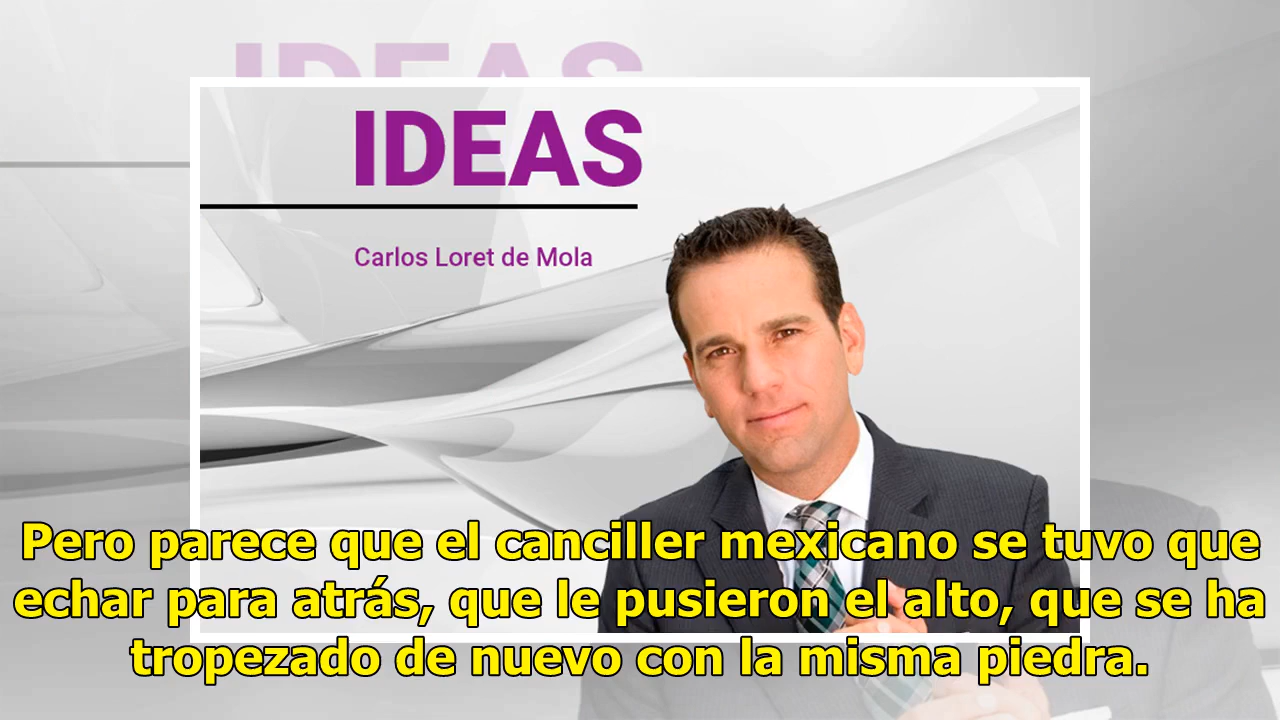 IDEAS
IDEAS
Carlos Loret de Mola
Pero parece que el canciller mexicano se tuvo que
echar para atrás, que le pusieron el alto, que se ha
tropezado de nuevo con la misma piedra.